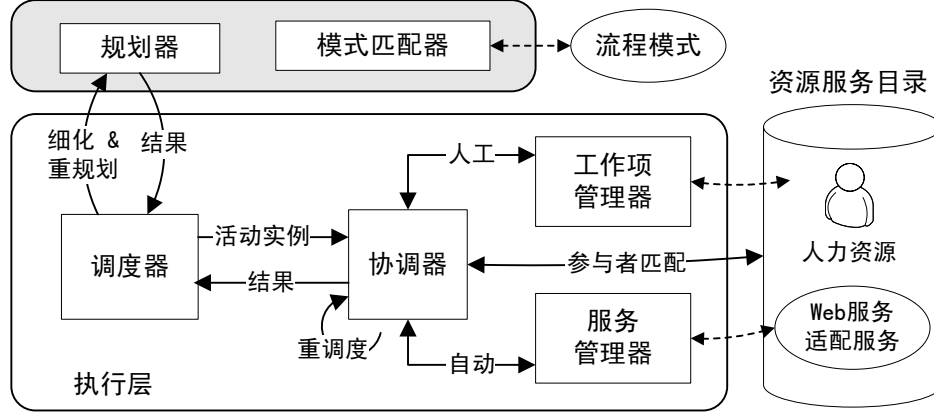 规划器
模式匹配器
流程模式
资源服务目录
细化 &
重规划
结果
人工
工作项
管理器
人力资源
调度器
活动实例
结果
协调器
参与者匹配
重调度
自动
服务
管理器
Web服务
适配服务
执行层